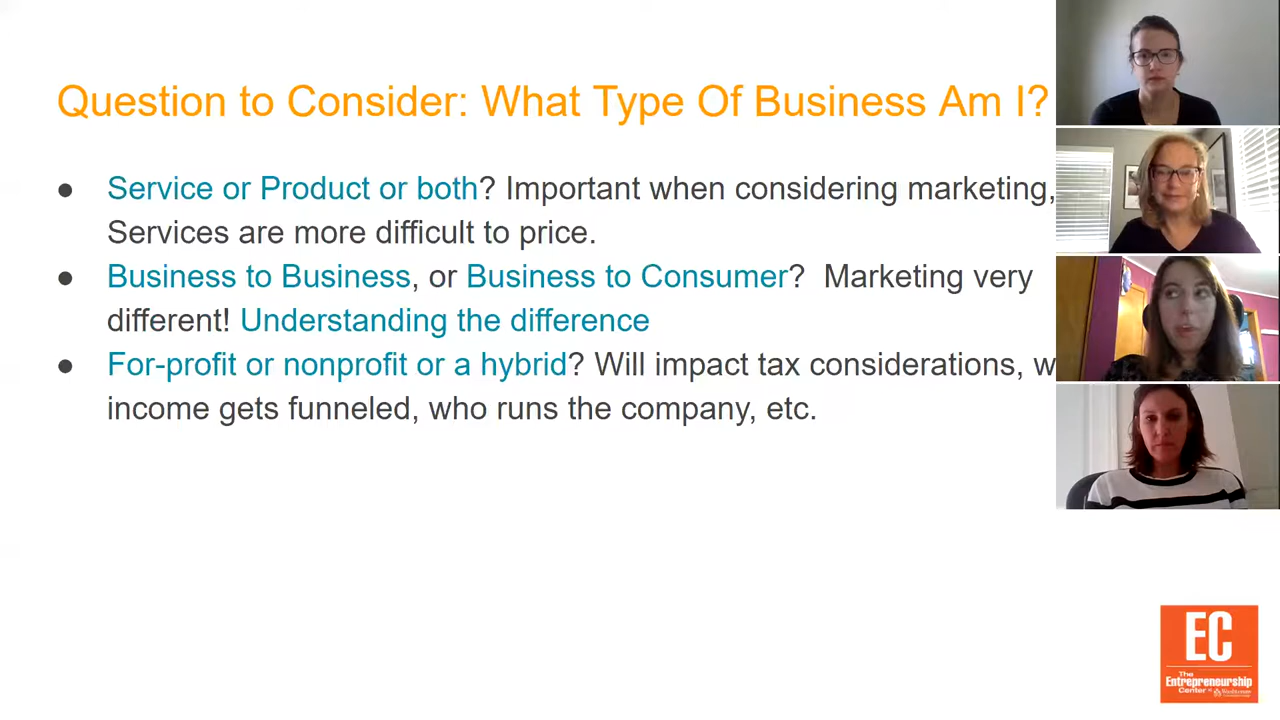 Question to Consider: What Type Of Business Am I?
● Service or Product or both? Important when considering marketing,
Services are more difficult to price.
● Business to Business, or Business to Consumer? Marketing very
different! Understanding the difference
● For-profit or nonprofit or a hybrid? Will impact tax considerations, w
income gets funneled, who runs the company, etc.
EC
The
Entrepreneurship
Center